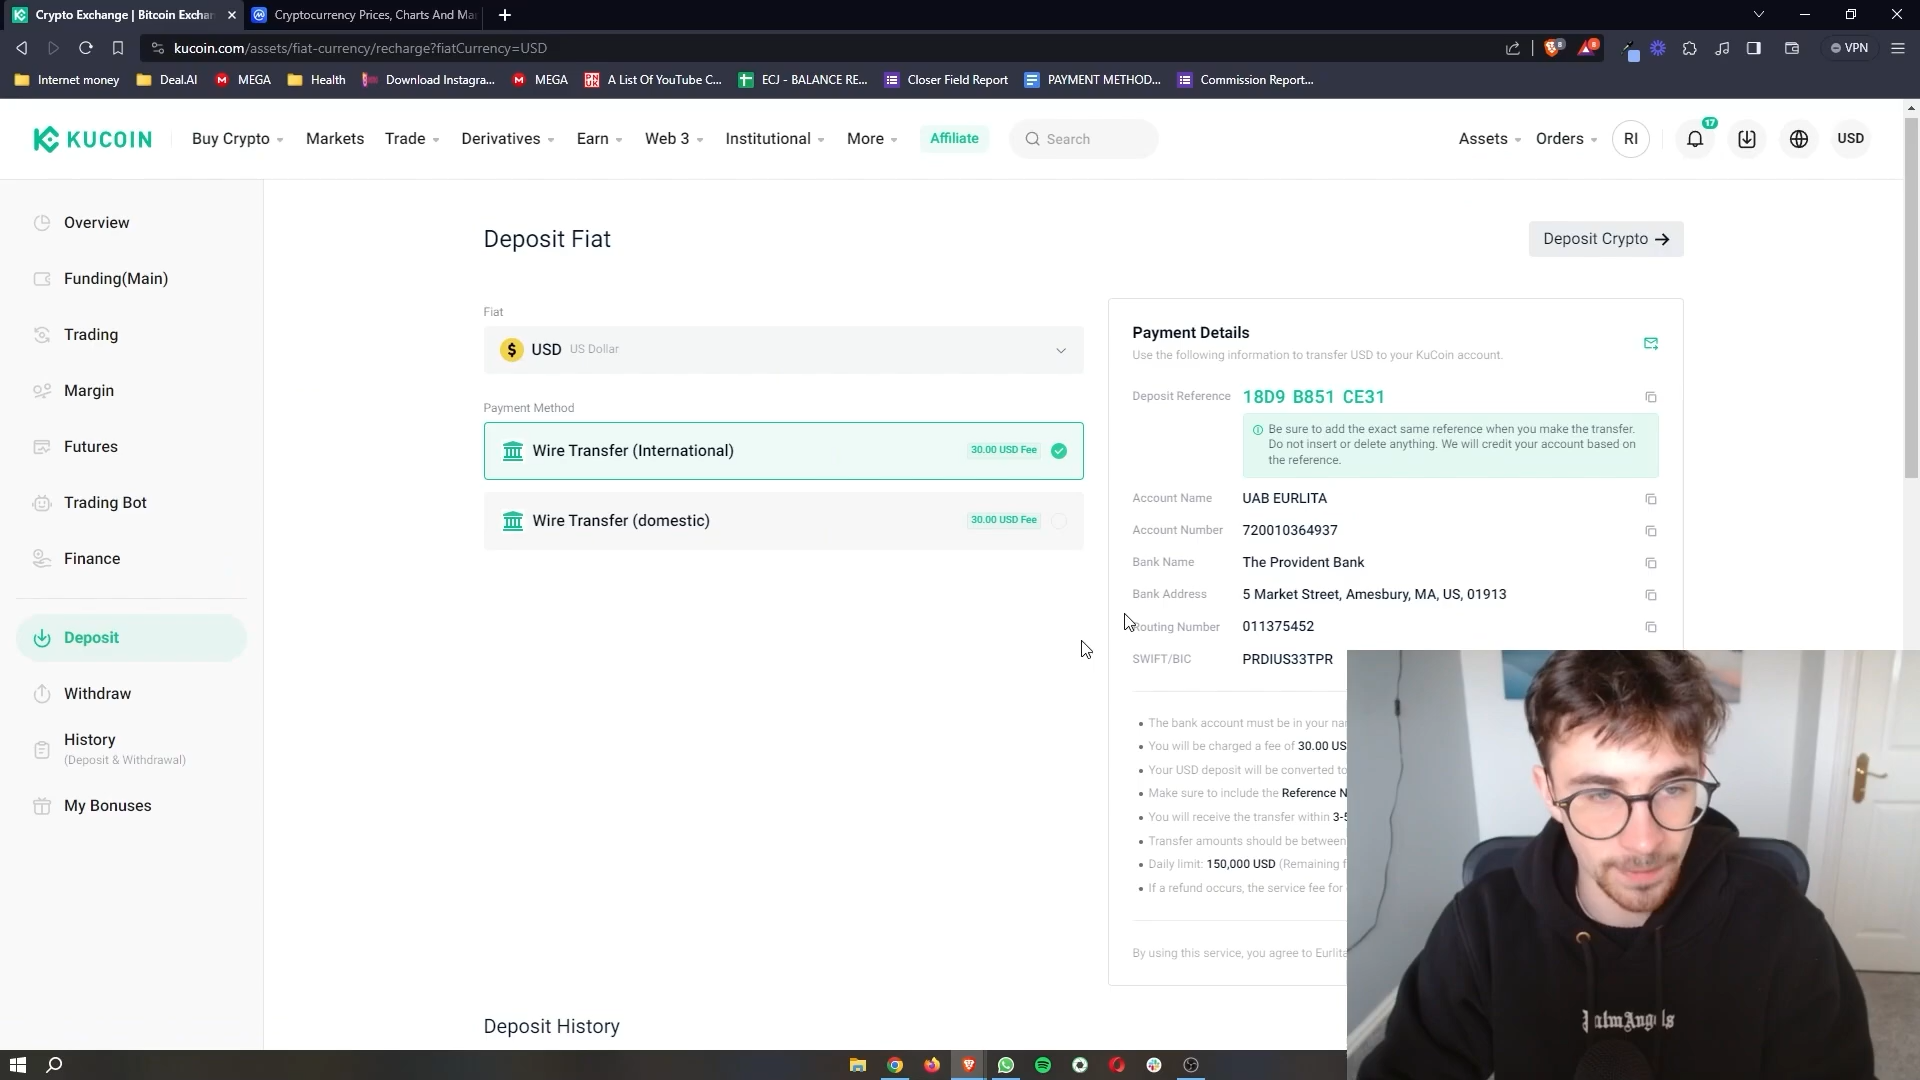 Crypto Exchange | Bitcoin Exchan
Cryptocurrency Prices, Charts And Ma
kucoin.com/assets/fiat-currency/recharge?fiatCurrency=USD
8
8
VPN
Internet money
Deal.AI
MEGA
Health
Download Instagra...
MEGA
A List Of YouTube C...
ECJ - BALANCE RE...
Closer Field Report
PAYMENT METHOD...
Commission Report...
KUCOIN
Buy Crypto
Markets
Trade
Derivatives
Earn
Web 3
Institutional
More
Affiliate
Search
Assets
Orders
RI
17
USD
Overview
Funding(Main)
Trading
Margin
Futures
Trading Bot
Finance
Deposit
Withdraw
History
(Deposit & Withdrawal)
My Bonuses
Deposit Fiat
Deposit Crypto
Fiat
USD US Dollar
Payment Method
Wire Transfer (International)
30.00 USD Fee
Wire Transfer (domestic)
30.00 USD Fee
Payment Details
Use the following information to transfer USD to your KuCoin account.
Deposit Reference 18D9 B851 CE31
Be sure to add the exact same reference when you make the transfer.
Do not insert or delete anything. We will credit your account based on
the reference.
Account Name UAB EURLITA
Account Number 720010364937
Bank Name The Provident Bank
Bank Address 5 Market Street, Amesbury, MA, US, 01913
Routing Number 011375452
SWIFT/BIC PRDIUS33TPR
The bank account must be in your na
You will be charged a fee of 30.00 US
Your USD deposit will be converted to
Make sure to include the Reference N
You will receive the transfer within 3-5
Transfer amounts should be between
Daily limit: 150,000 USD (Remaining f
If a refund occurs, the service fee for
By using this service, you agree to Eurlita
Deposit History
PalmAngels